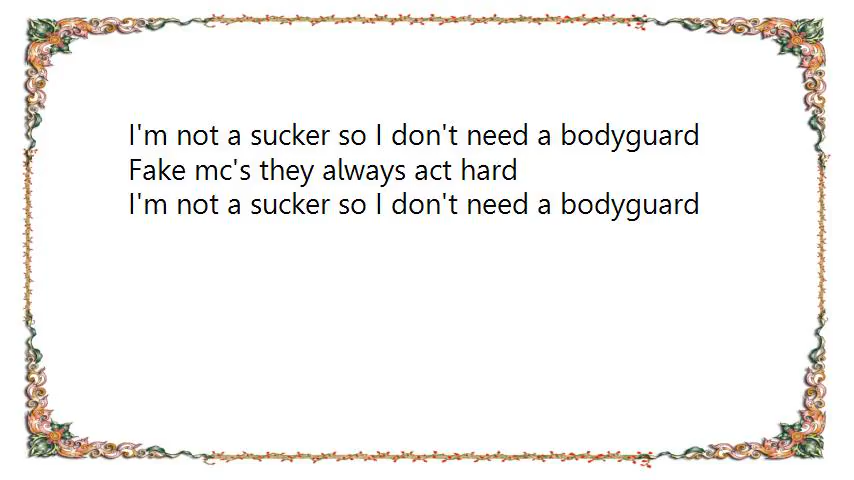 I'm not a sucker so I don't need a bodyguard
Fake mc's they always act hard
I'm not a sucker so I don't need a bodyguard